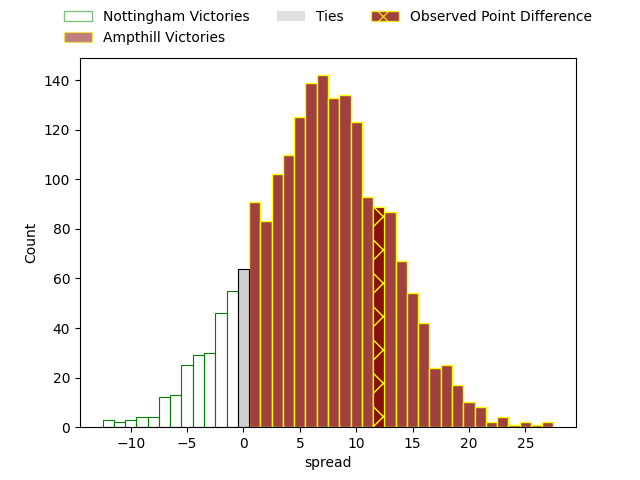 Nottingham Victories Ties Observed Point Difference
Ampthill Victories
140
120
100
80
60
40
20
0
Count
−10 −5 0 5 10 15 20 25
spread